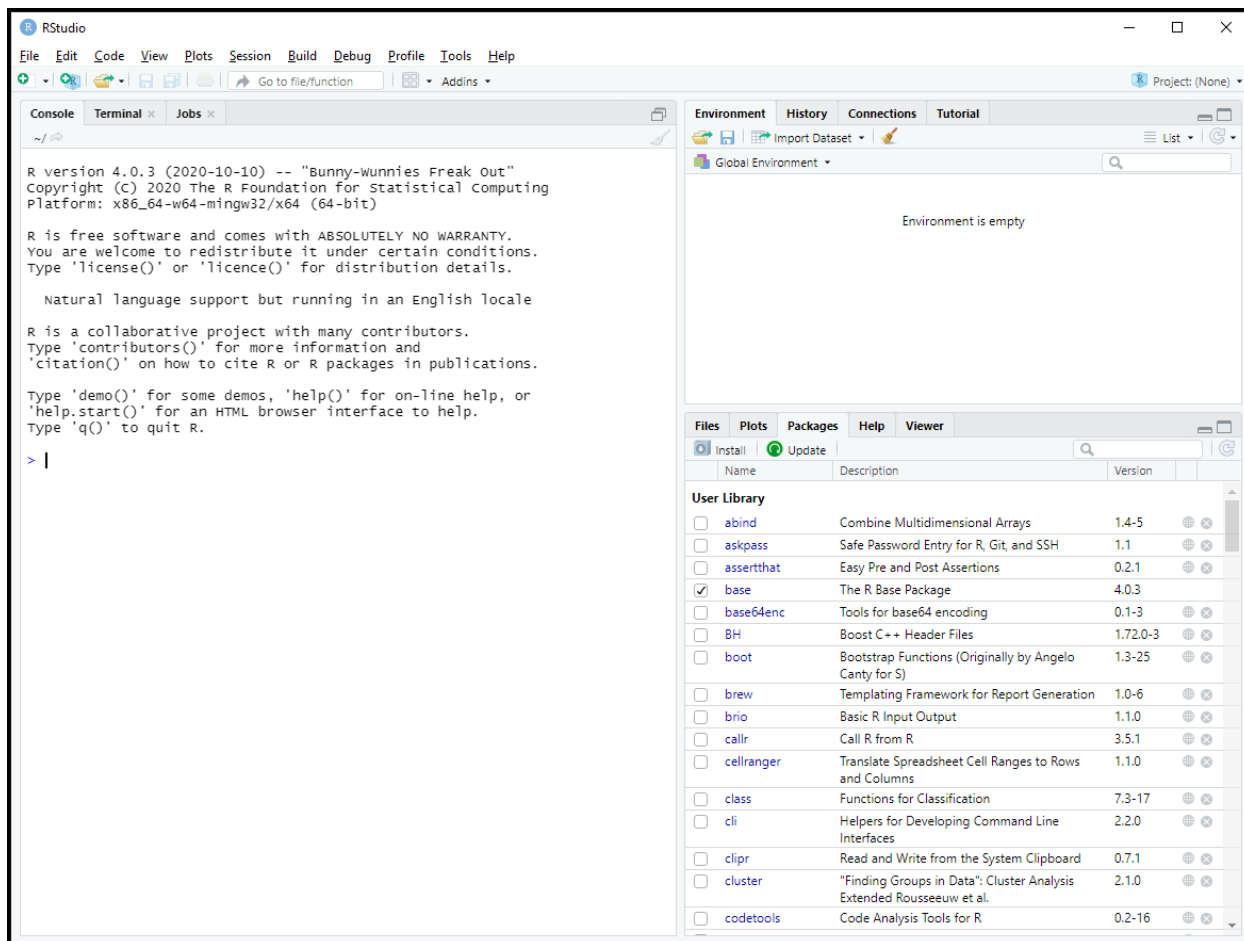 RStudio
File Edit Code View Plots Session Build Debug Profile Tools Help
Go to file/function Addins Project: (None)
Console Terminal Jobs
~/
R version 4.0.3 (2020-10-10) -- "Bunny-Wunnies Freak Out"
Copyright (C) 2020 The R Foundation for Statistical Computing
Platform: x86_64-w64-mingw32/x64 (64-bit)
R is free software and comes with ABSOLUTELY NO WARRANTY.
You are welcome to redistribute it under certain conditions.
Type 'license()' or 'licence()' for distribution details.
Natural language support but running in an English locale
R is a collaborative project with many contributors.
Type 'contributors()' for more information and
'citation()' on how to cite R or R packages in publications.
Type 'demo()' for some demos, 'help()' for on-line help, or
'help.start()' for an HTML browser interface to help.
Type 'q()' to quit R.
>
Environment History Connections Tutorial
Import Dataset List
Global Environment
Environment is empty
Files Plots Packages Help Viewer
Install Update
Name Description Version
User Library
abind Combine Multidimensional Arrays 1.4-5
askpass Safe Password Entry for R, Git, and SSH 1.1
assertthat Easy Pre and Post Assertions 0.2.1
base The R Base Package 4.0.3
base64enc Tools for base64 encoding 0.1-3
BH Boost C++ Header Files 1.72.0-3
boot Bootstrap Functions (Originally by Angelo 1.3-25
Canty for S)
brew Templating Framework for Report Generation 1.0-6
brio Basic R Input Output 1.1.0
callr Call R from R 3.5.1
cellranger Translate Spreadsheet Cell Ranges to Rows 1.1.0
and Columns
class Functions for Classification 7.3-17
cli Helpers for Developing Command Line 2.2.0
Interfaces
clipr Read and Write from the System Clipboard 0.7.1
cluster "Finding Groups in Data": Cluster Analysis 2.1.0
Extended Rousseeuw et al.
codetools Code Analysis Tools for R 0.2-16